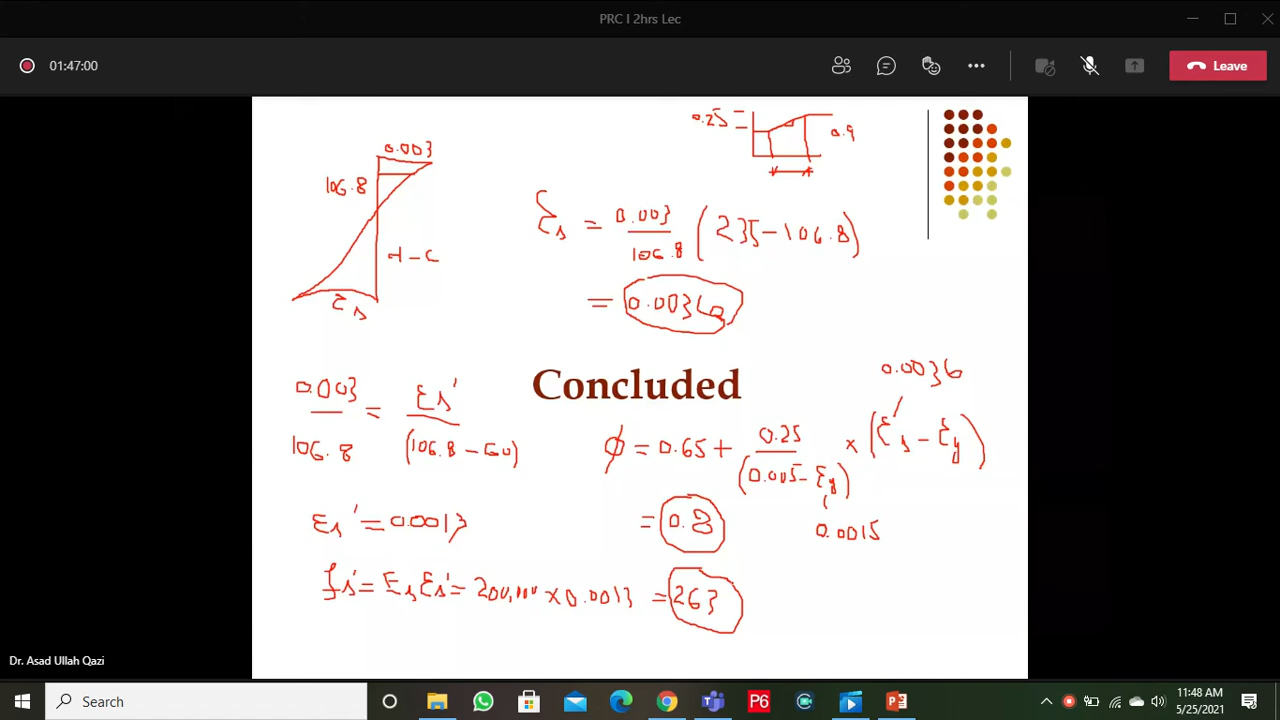 PRC I 2hrs Lec
01:47:00
Leave
0.25
0.9
0.003
106.8
d-c
εs
εs = 0.003/106.8 (235-106.8)
= 0.0036
Concluded
0.003/106.8 = εs'/(106.8-60)
εs' = 0.0013
fs' = Es εs' = 200,000 x 0.0013 = 263
0.0036
ϕ = 0.65 + 0.25/(0.005-εy) x (εs - εy)
0.0015
= 0.8
Dr. Asad Ullah Qazi
Search
P6
11:48 AM
5/25/2021